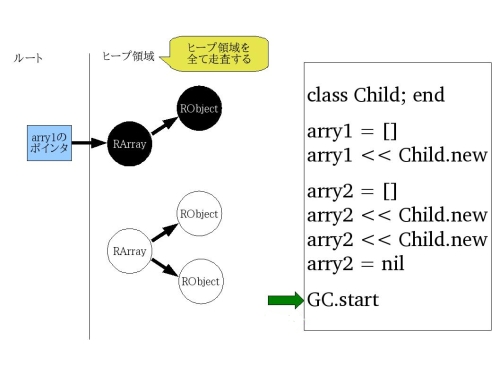 ルート
ヒープ領域
ヒープ領域を
全て走査する
arry1の
ポインタ
RArray
RObject
RArray
RObject
RObject
class Child; end
arry1 = []
arry1 << Child.new
arry2 = []
arry2 << Child.new
arry2 << Child.new
arry2 = nil
GC.start